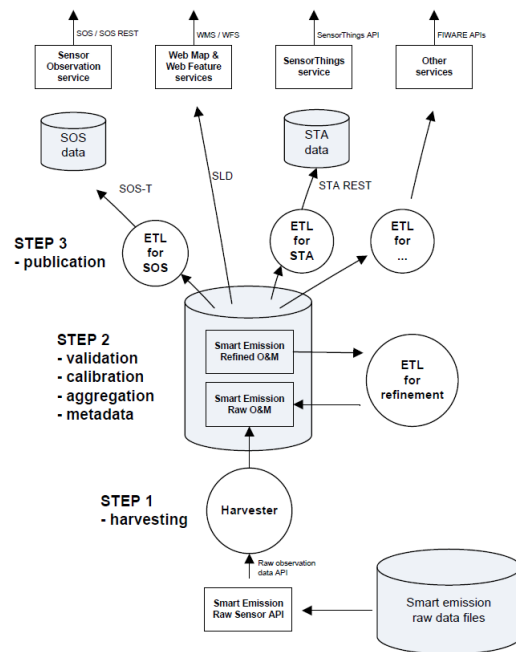 SOS / SOS REST
WMS / WFS
SensorThings API
FIWARE APIs
Sensor
Observation
service
Web Map &
Web Feature
services
SensorThings
service
Other
services
SOS
data
STA
data
SOS-T
SLD
STA REST
STEP 3
- publication
ETL
for
SOS
ETL
for
STA
ETL
for
...
STEP 2
- validation
- calibration
- aggregation
- metadata
Smart Emission
Refined O&M
Smart Emission
Raw O&M
ETL
for
refinement
STEP 1
- harvesting
Harvester
Raw observation
data API
Smart Emission
Raw Sensor API
Smart emission
raw data files